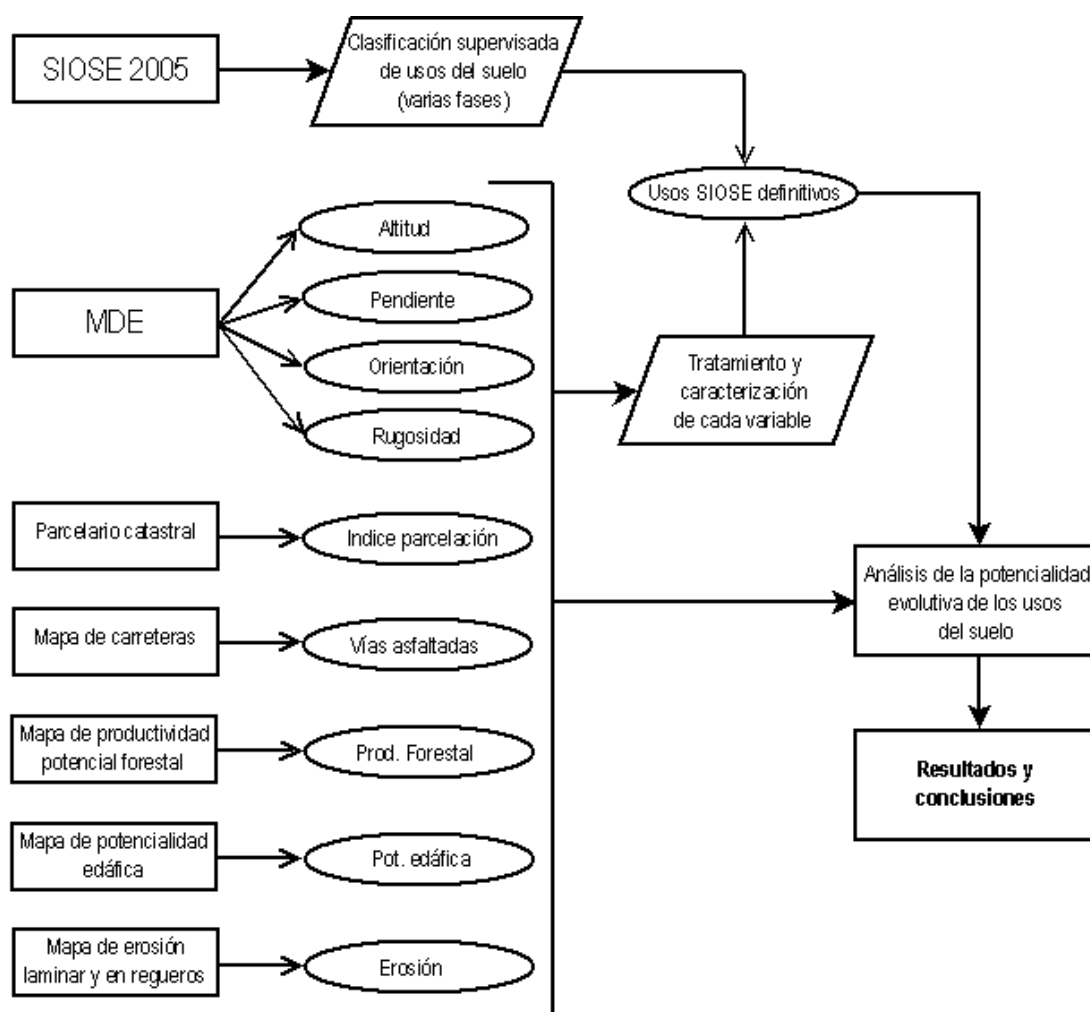 SIOSE 2005
Clasificación supervisada
de usos del suelo
(varias fases)
Usos SIOSE definitivos
MDE
Altitud
Pendiente
Orientación
Rugosidad
Tratamiento y
caracterización
de cada variable
Parcelario catastral
Indice parcelación
Mapa de carreteras
Vías asfaltadas
Mapa de productividad
potencial forestal
Prod. Forestal
Mapa de potencialidad
edáfica
Pot. edáfica
Mapa de erosión
laminar y en regueros
Erosión
Análisis de la potencialidad
evolutiva de los usos
del suelo
Resultados y
conclusiones